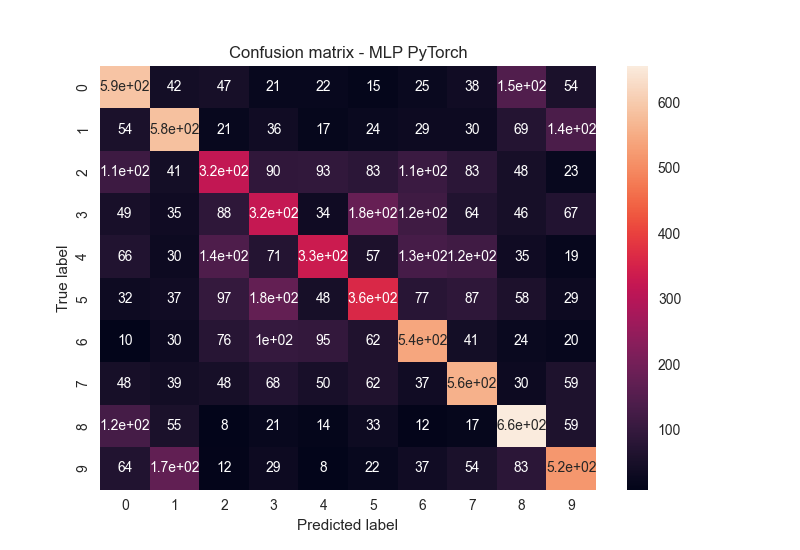 Confusion matrix - MLP PyTorch
0 5.9e+02 42 47 21 22 15 25 38 1.5e+02 54
1 54 5.8e+02 21 36 17 24 29 30 69 1.4e+02
2 1.1e+02 41 3.2e+02 90 93 83 1.1e+02 83 48 23
3 49 35 88 3.2e+02 34 1.8e+02 1.2e+02 64 46 67
4 66 30 1.4e+02 71 3.3e+02 57 1.3e+02 1.2e+02 35 19
5 32 37 97 1.8e+02 48 3.6e+02 77 87 58 29
6 10 30 76 1e+02 95 62 5.4e+02 41 24 20
7 48 39 48 68 50 62 37 5.6e+02 30 59
8 1.2e+02 55 8 21 14 33 12 17 6.6e+02 59
9 64 1.7e+02 12 29 8 22 37 54 83 5.2e+02
0 1 2 3 4 5 6 7 8 9
Predicted label
True label
600
500
400
300
200
100